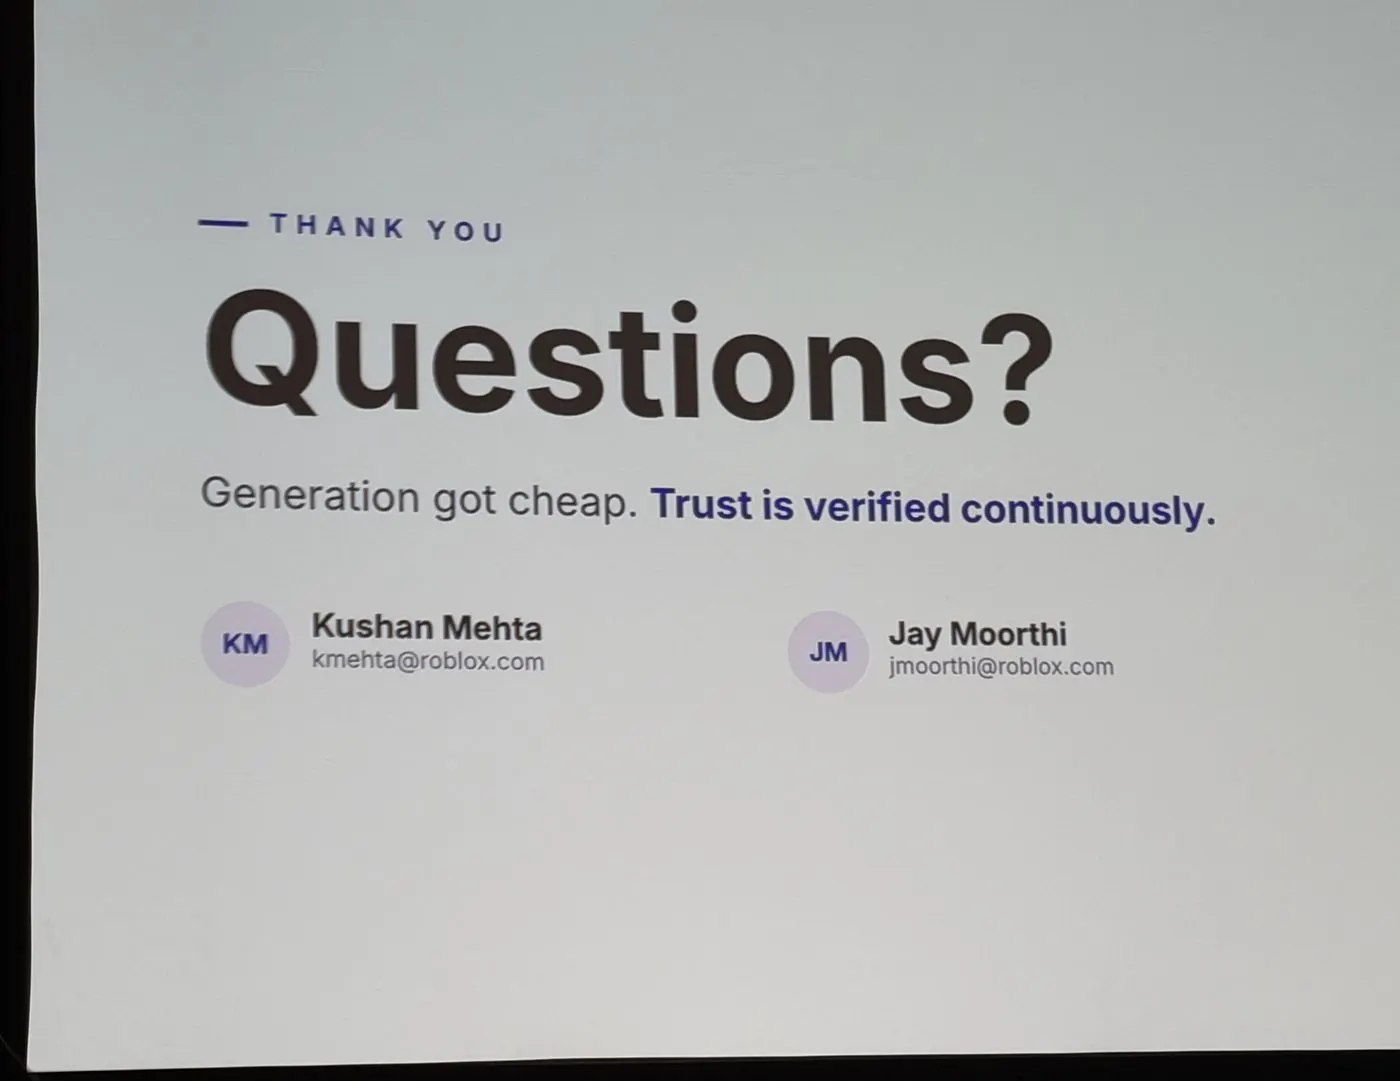 THANK YOU
Questions?
Generation got cheap. Trust is verified continuously.
KM
Kushan Mehta
kmehta@roblox.com
JM
Jay Moorthi
jmoorthi@roblox.com